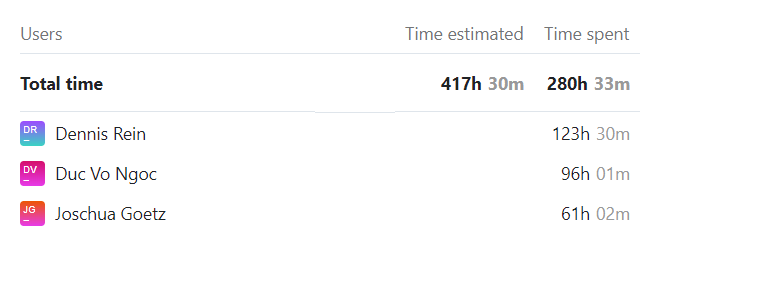 Users Time estimated Time spent
Total time 417h 30m 280h 33m
DR Dennis Rein 123h 30m
DV Duc Vo Ngoc 96h 01m
JG Joschua Goetz 61h 02m